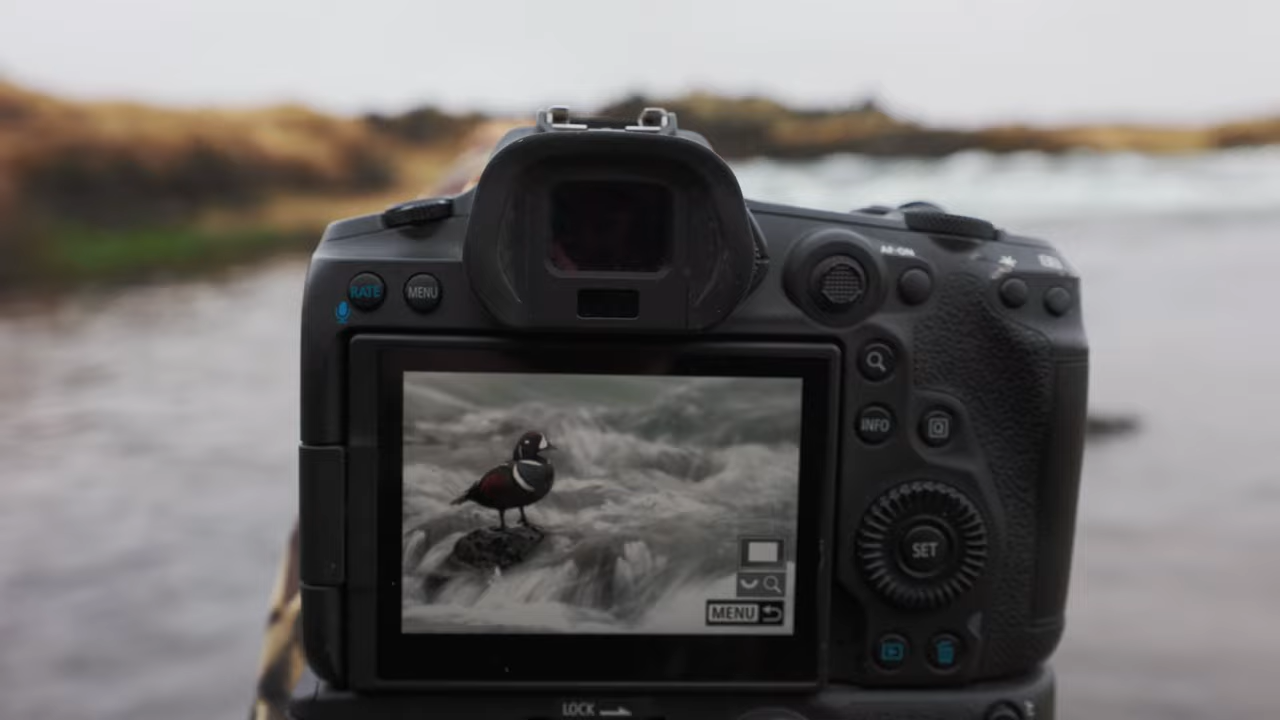 AF-ON
RATE
MENU
INFO
Q
SET
MENU
LOCK